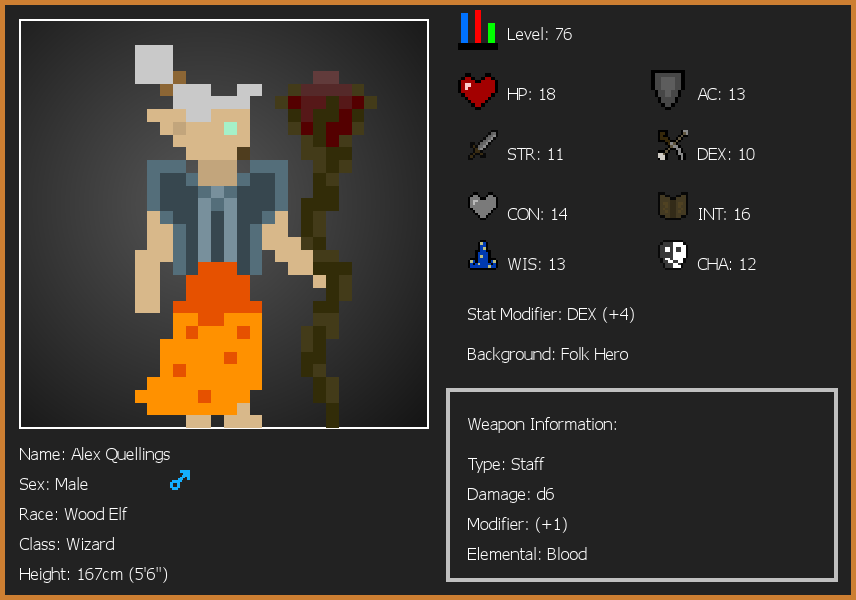 Level: 76
HP: 18
AC: 13
STR: 11
DEX: 10
CON: 14
INT: 16
WIS: 13
CHA: 12
Stat Modifier: DEX (+4)
Background: Folk Hero
Weapon Information:
Type: Staff
Damage: d6
Modifier: (+1)
Elemental: Blood
Name: Alex Quellings
Sex: Male
Race: Wood Elf
Class: Wizard
Height: 167cm (5'6")